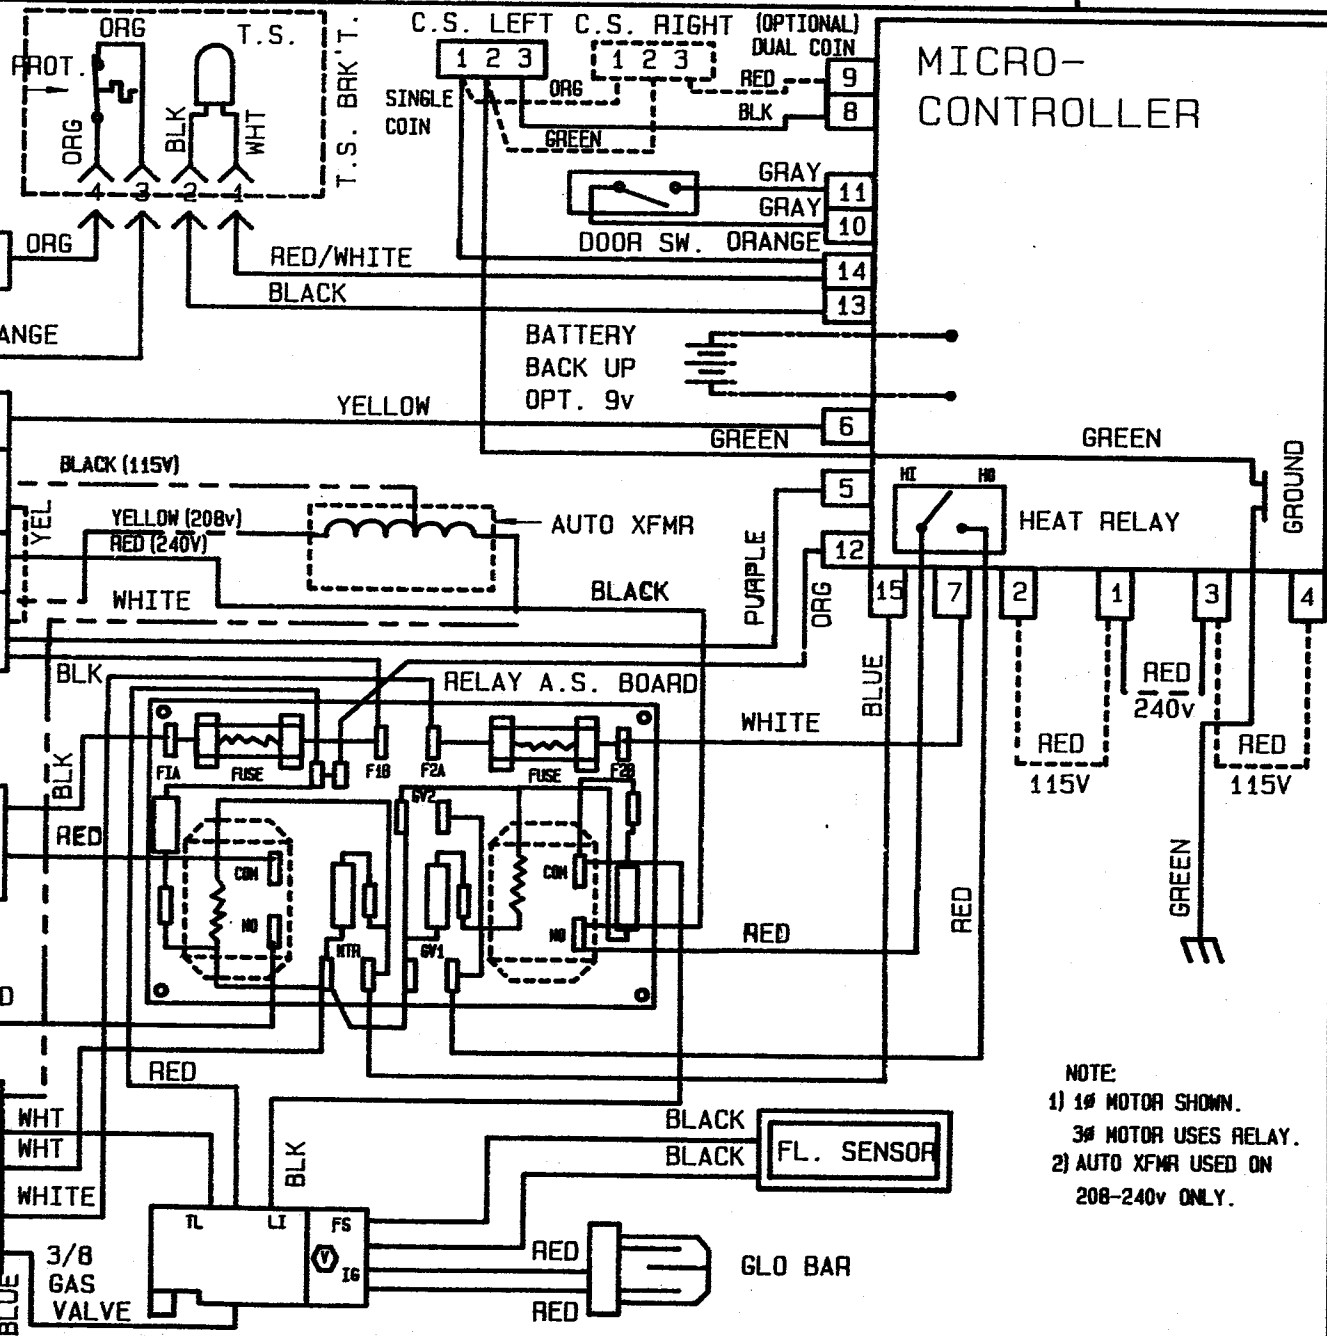 ORG
T.S.
PROT.
ORG
BLK
WHT
4 3 2 1
T.S. BRK'T.
C.S. LEFT
1 2 3
C.S. RIGHT
1 2 3
(OPTIONAL)
DUAL COIN
SINGLE
COIN
ORG
RED
BLK
GREEN
9
8
MICRO-
CONTROLLER
GRAY
11
GRAY
10
DOOR SW.
ORANGE
14
13
ORG
RED/WHITE
BLACK
ANGE
BATTERY
BACK UP
OPT. 9v
YELLOW
6
GREEN
GREEN
GROUND
BLACK (115V)
YEL
YELLOW (208v)
RED (240V)
AUTO XFMR
WHITE
BLACK
PURPLE
5
12
ORG
HEAT RELAY
15
7
2
1
3
4
BLK
RELAY A.S. BOARD
BLUE
WHITE
RED
240v
RED
115V
RED
115V
F1A
FUSE
F1B
F2A
FUSE
F2B
BLK
RED
GV2
COM
NO
MTR
GV1
COM
NO
RED
RED
GREEN
D
RED
WHT
WHT
WHITE
BLK
BLACK
BLACK
FL. SENSOR
NOTE:
1) 1ø MOTOR SHOWN.
3ø MOTOR USES RELAY.
2) AUTO XFMR USED ON
208-240v ONLY.
TL
LI
FS
V
IG
3/8
GAS
VALVE
BLUE
RED
RED
GLO BAR